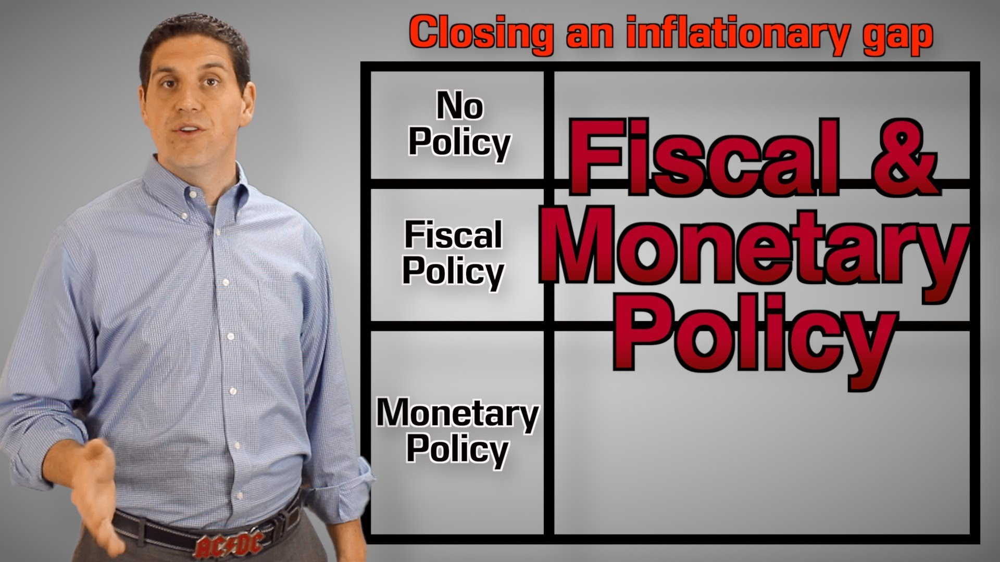 Closing an inflationary gap
No
Policy
Fiscal
Policy
Monetary
Policy
Fiscal &
Monetary
Policy
AC⚡DC